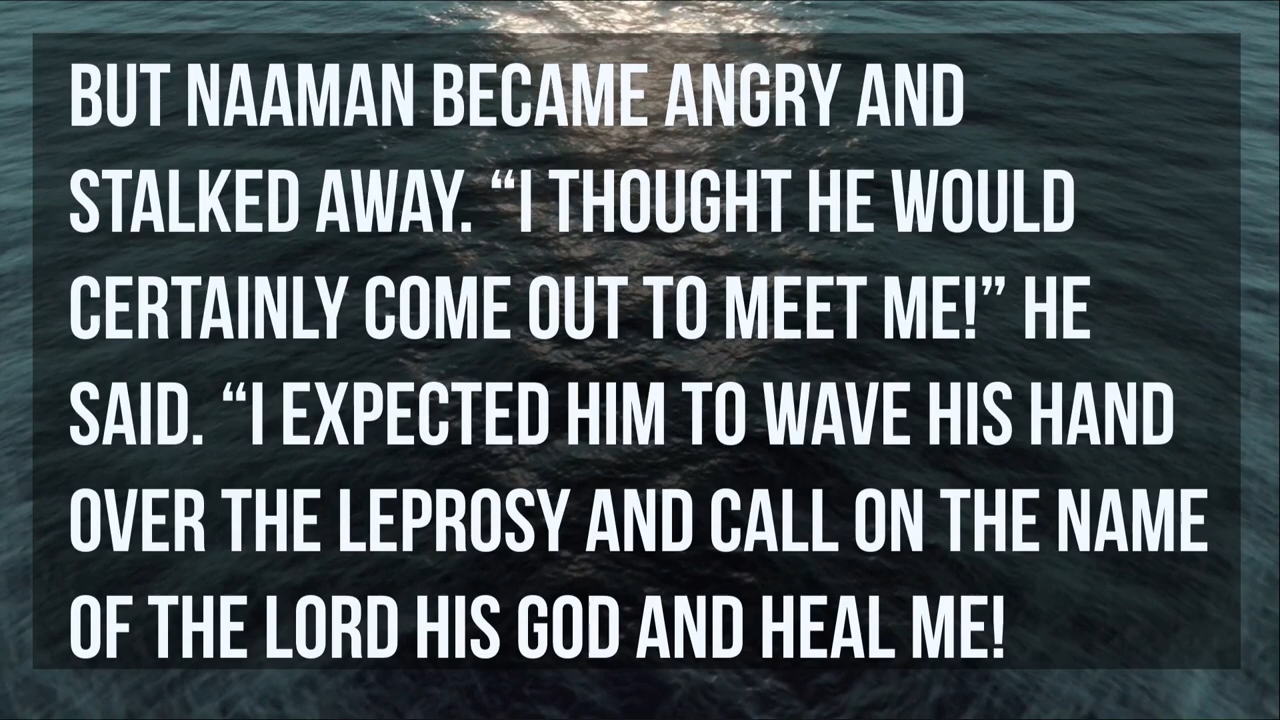 BUT NAAMAN BECAME ANGRY AND
STALKED AWAY. “I THOUGHT HE WOULD
CERTAINLY COME OUT TO MEET ME!” HE
SAID. “I EXPECTED HIM TO WAVE HIS HAND
OVER THE LEPROSY AND CALL ON THE NAME
OF THE LORD HIS GOD AND HEAL ME!